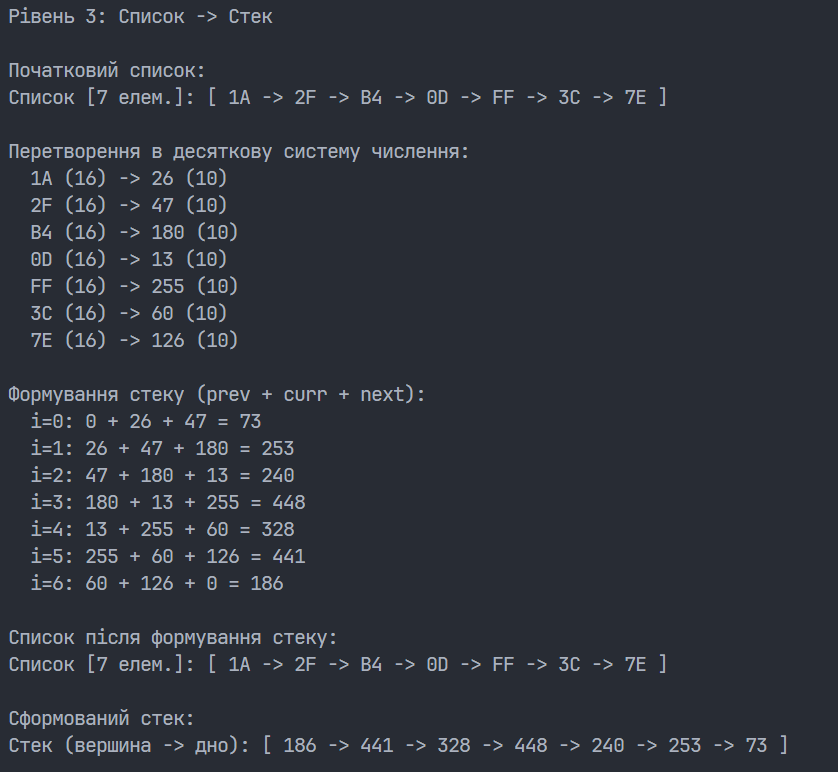 Рівень 3: Список -> Стек
Початковий список:
Список [7 елем.]: [ 1A -> 2F -> B4 -> 0D -> FF -> 3C -> 7E ]
Перетворення в десяткову систему числення:
1A (16) -> 26 (10)
2F (16) -> 47 (10)
B4 (16) -> 180 (10)
0D (16) -> 13 (10)
FF (16) -> 255 (10)
3C (16) -> 60 (10)
7E (16) -> 126 (10)
Формування стеку (prev + curr + next):
i=0: 0 + 26 + 47 = 73
i=1: 26 + 47 + 180 = 253
i=2: 47 + 180 + 13 = 240
i=3: 180 + 13 + 255 = 448
i=4: 13 + 255 + 60 = 328
i=5: 255 + 60 + 126 = 441
i=6: 60 + 126 + 0 = 186
Список після формування стеку:
Список [7 елем.]: [ 1A -> 2F -> B4 -> 0D -> FF -> 3C -> 7E ]
Сформований стек:
Стек (вершина -> дно): [ 186 -> 441 -> 328 -> 448 -> 240 -> 253 -> 73 ]